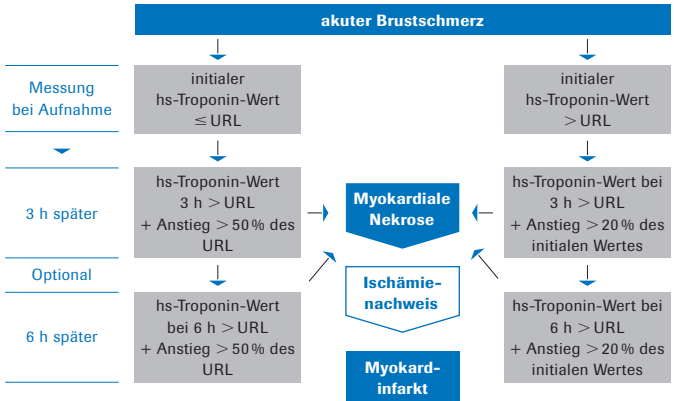 akuter Brustschmerz
Messung
bei Aufnahme
initialer
hs-Troponin-Wert
≤ URL
initialer
hs-Troponin-Wert
> URL
3 h später
hs-Troponin-Wert
3 h > URL
+ Anstieg > 50 % des
URL
Myokardiale
Nekrose
hs-Troponin-Wert bei
3 h > URL
+ Anstieg > 20 % des
initialen Wertes
Optional
Ischämie-
nachweis
6 h später
hs-Troponin-Wert
bei 6 h > URL
+ Anstieg > 50 % des
URL
hs-Troponin-Wert bei
6 h > URL
+ Anstieg > 20 % des
initialen Wertes
Myokard-
infarkt